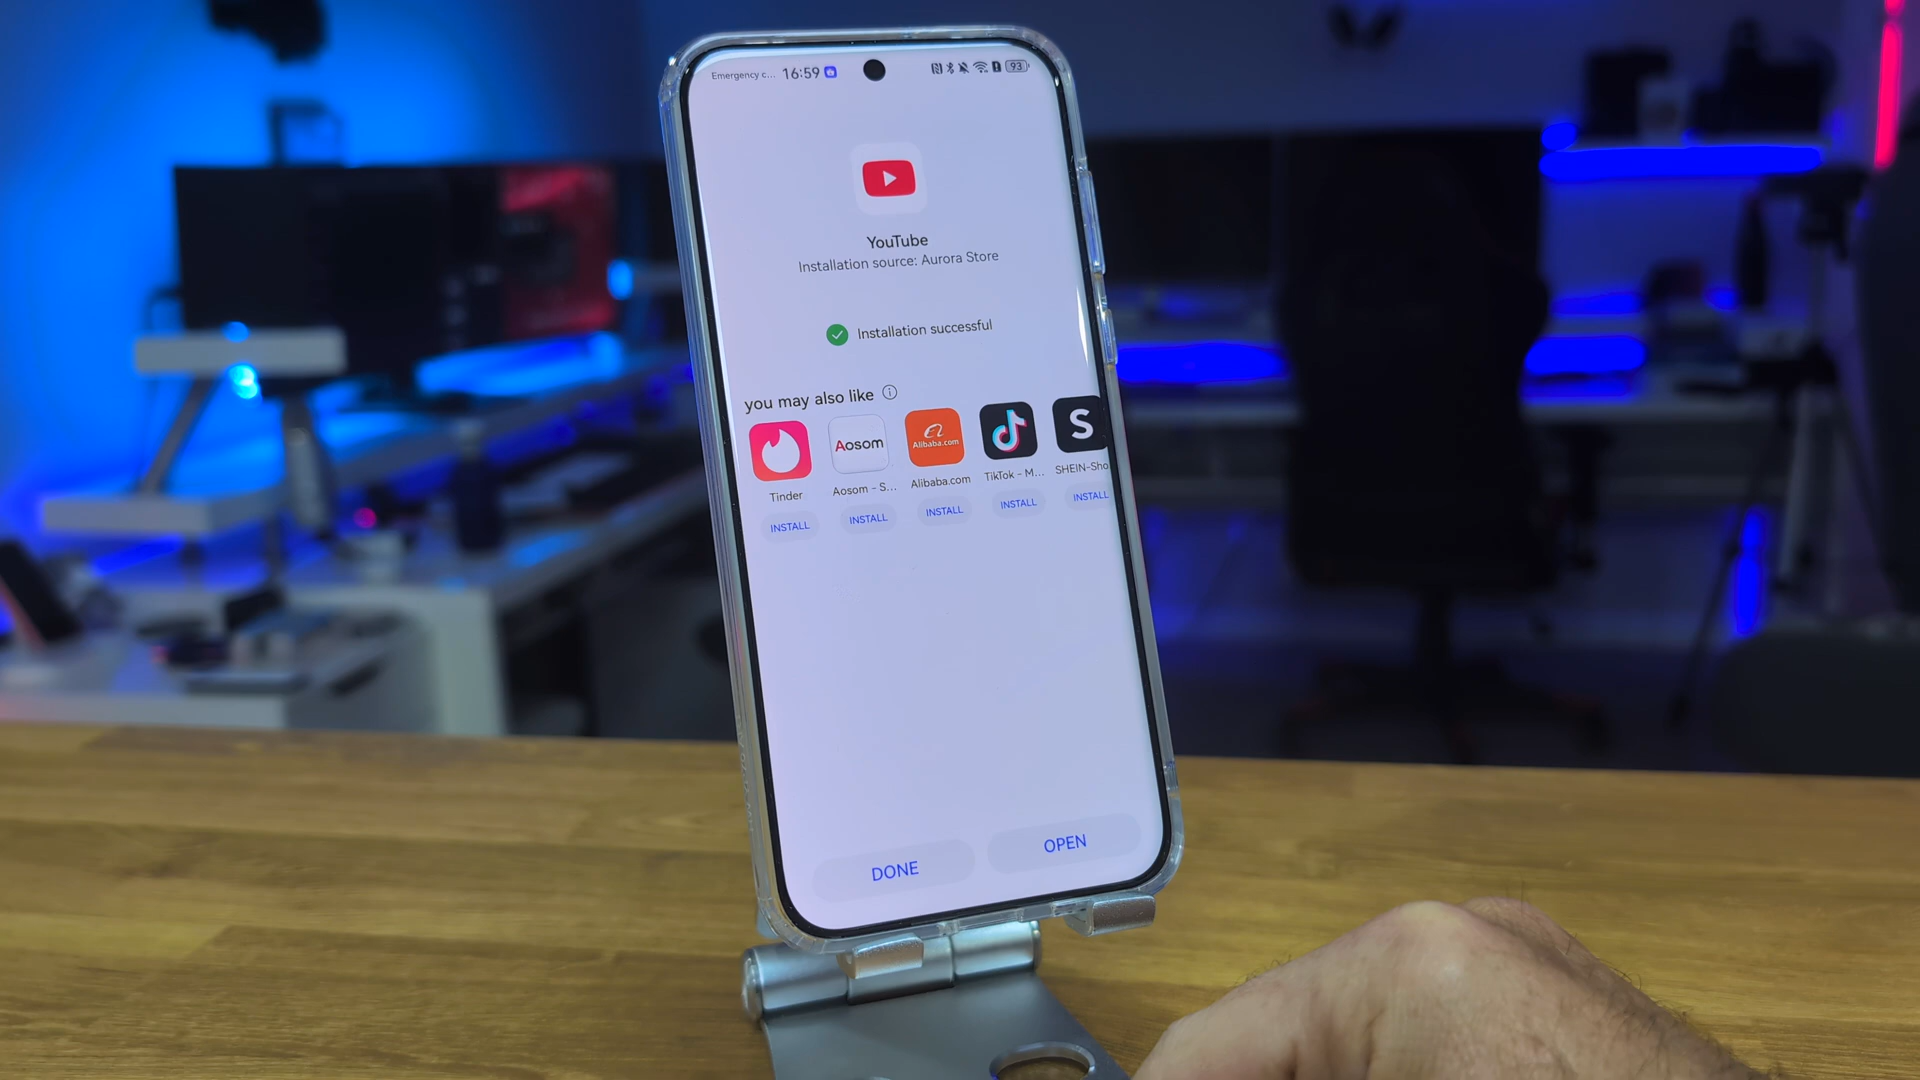 Emergency c... 16:59 93
YouTube
Installation source: Aurora Store
Installation successful
you may also like
Aosom
Alibaba.com
S
Tinder
Aosom - S...
Alibaba.com
TikTok - M...
SHEIN-Sho
INSTALL
INSTALL
INSTALL
INSTALL
INSTALL
DONE
OPEN